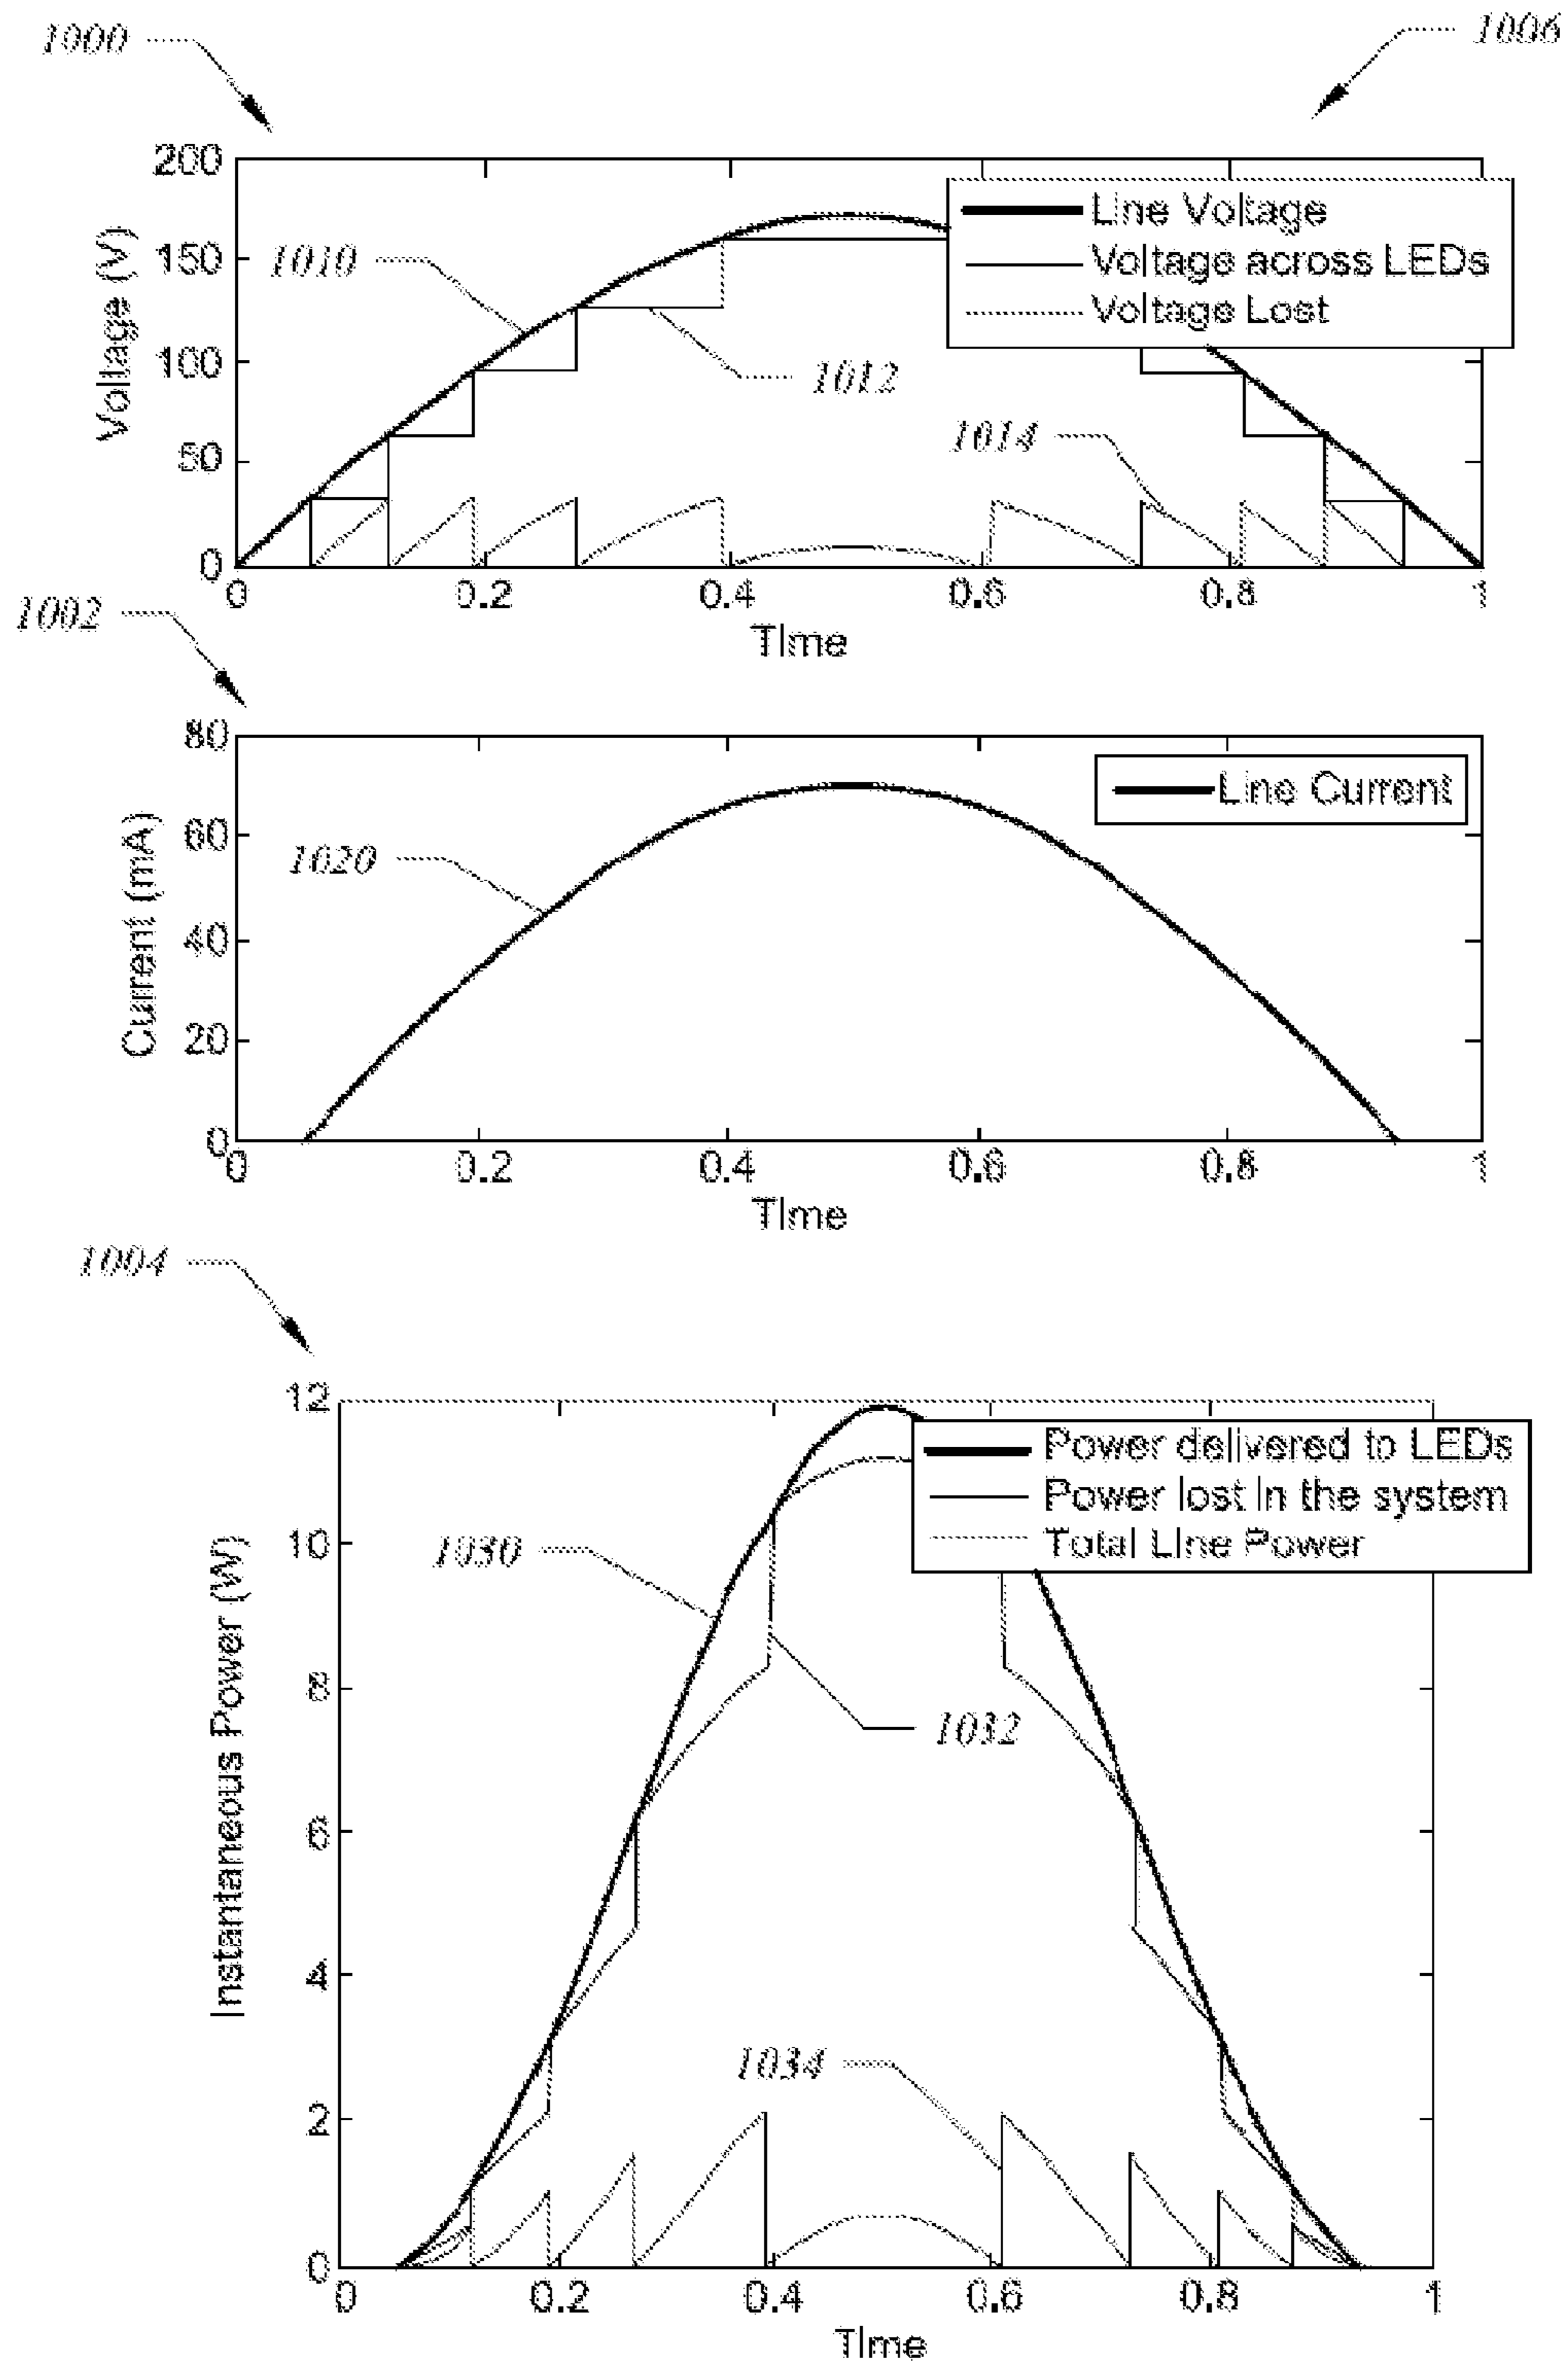 1000
1006
200
Line Voltage
150
1010
Voltage across LEDs
Voltage Lost
Voltage (V)
100
1012
1014
50
0
0 0.2 0.4 0.6 0.8 1
1002
TIme
80
Line Current
60
1020
Current (mA)
40
20
0
0 0.2 0.4 0.6 0.8 1
TIme
1004
12
Power delivered to LEDs
Power lost In the system
10
1030
Total LIne Power
Instantaneous Power (W)
8
1032
6
4
1034
2
0
0 0.2 0.4 0.6 0.8 1
TIme